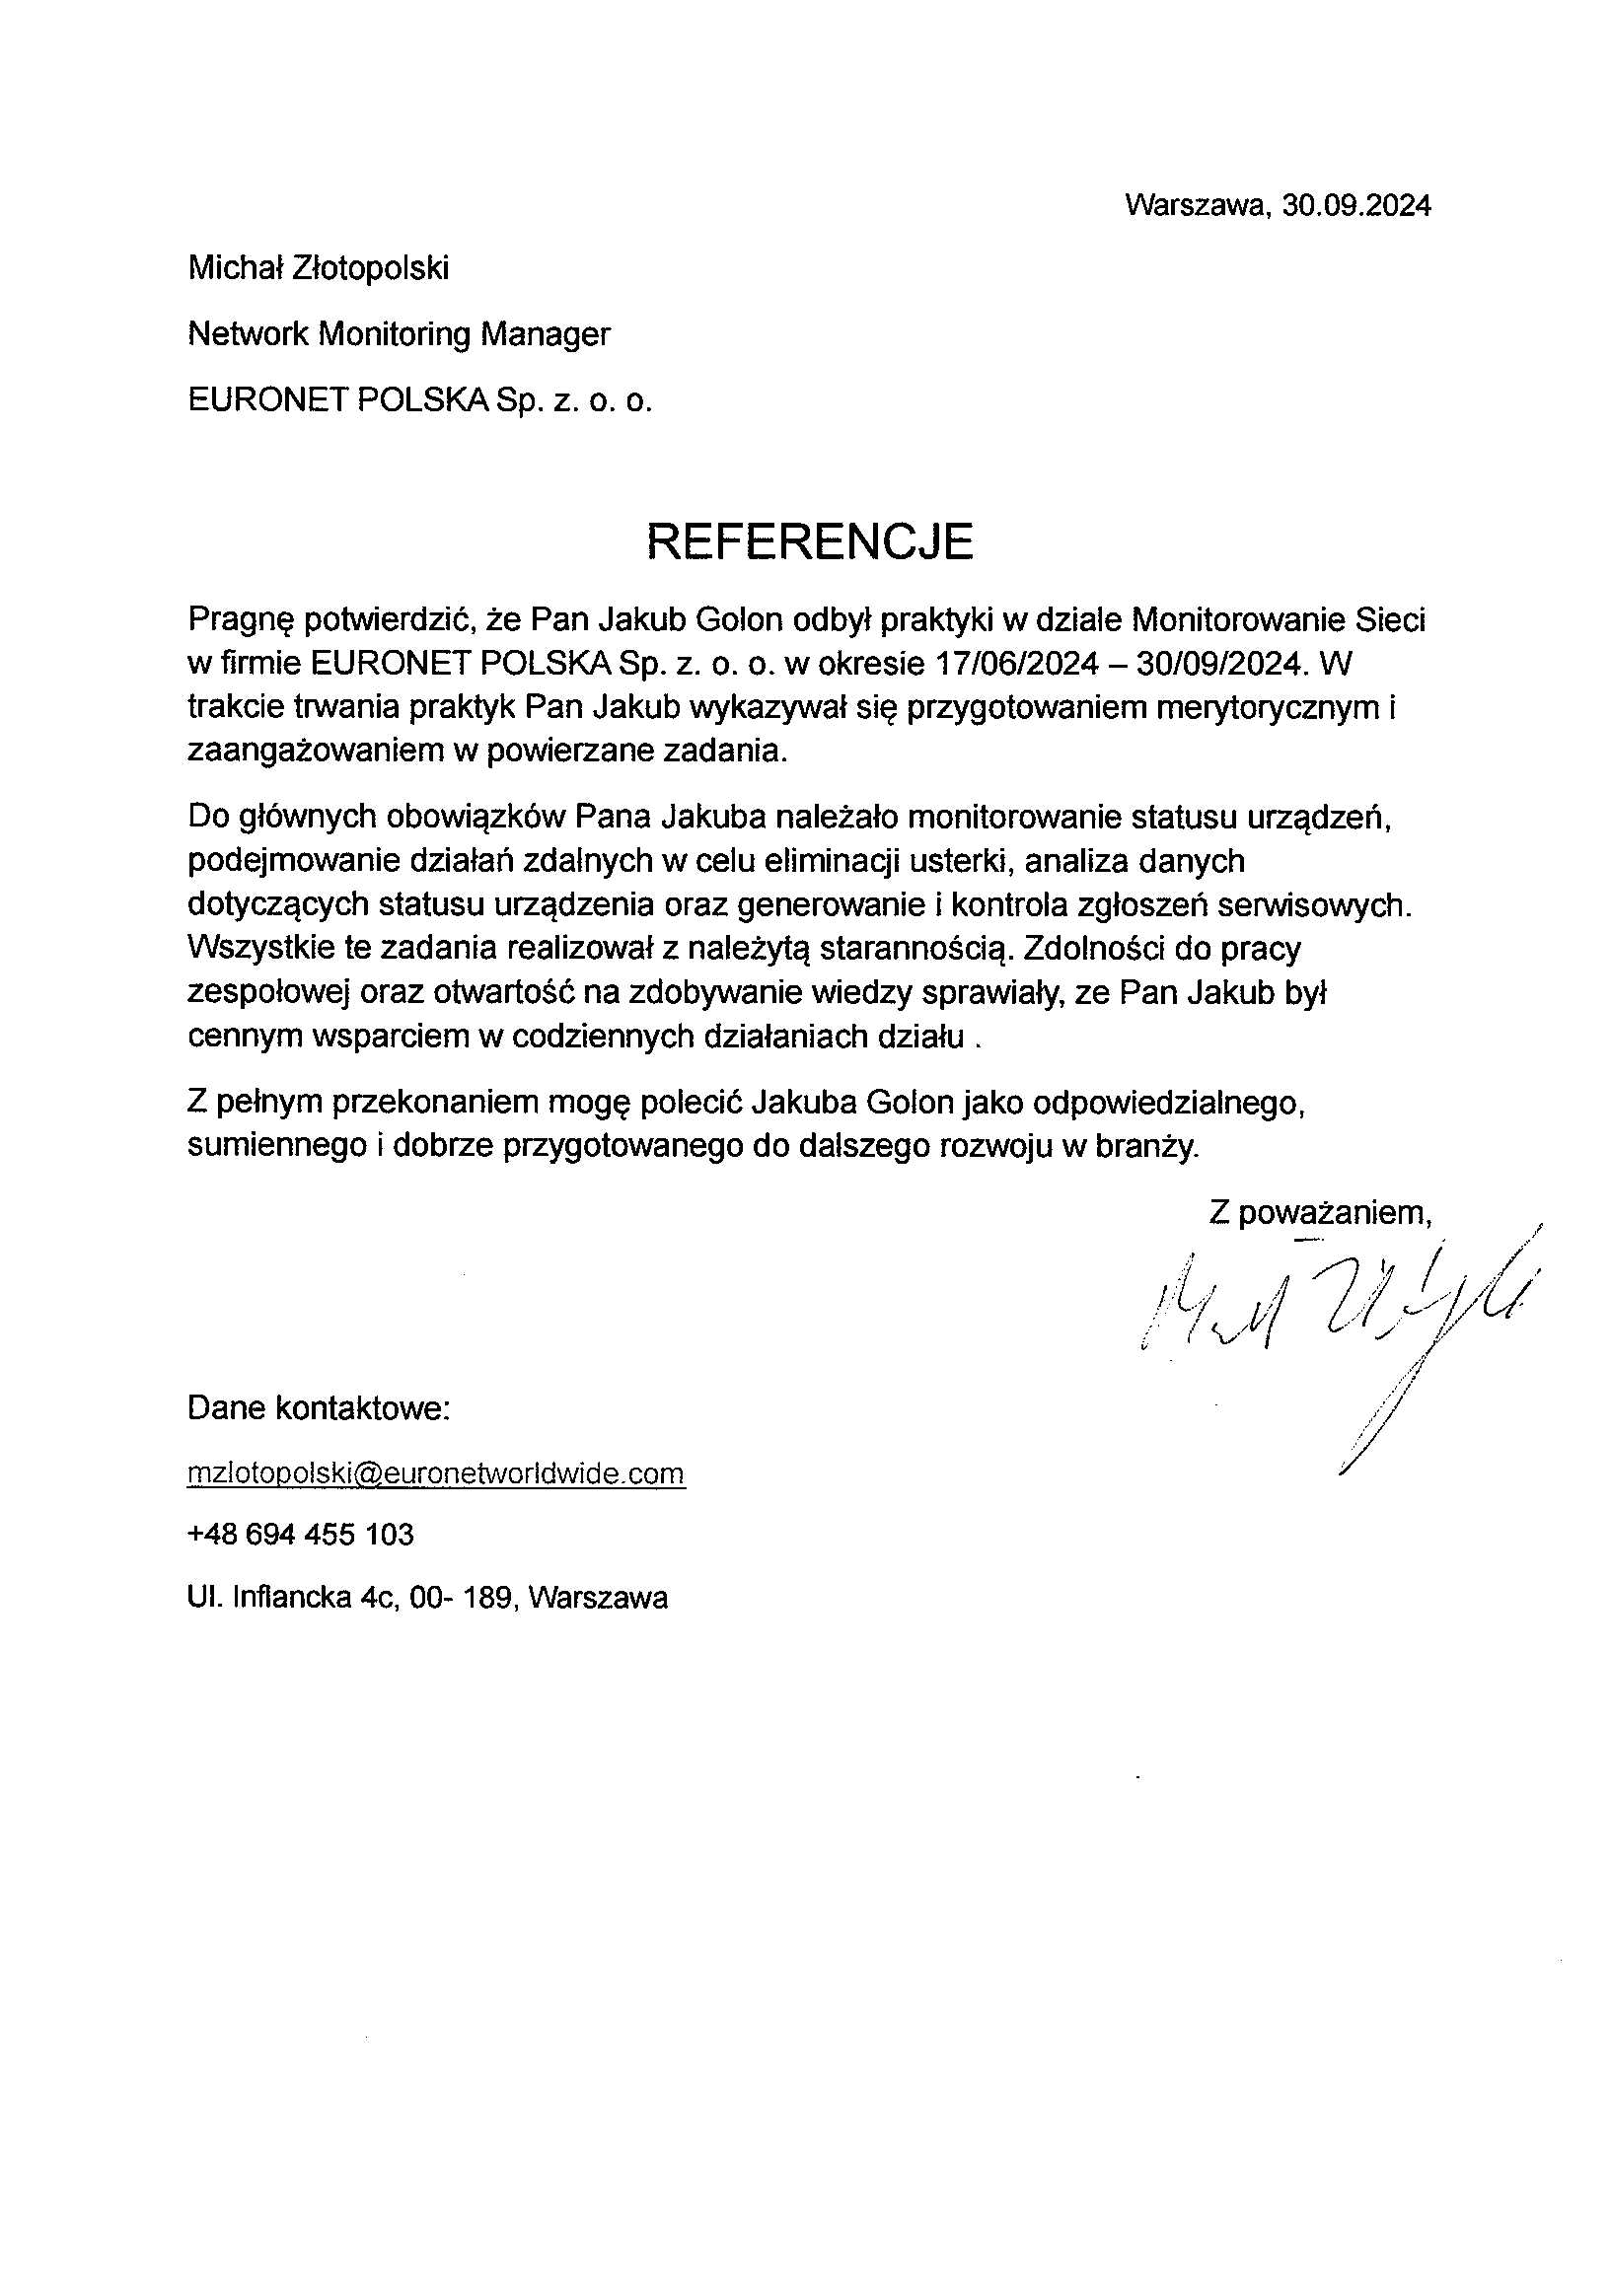 Warszawa, 30.09.2024
Michał Złotopolski
Network Monitoring Manager
EURONET POLSKA Sp. z. o. o.
REFERENCJE
Pragnę potwierdzić, że Pan Jakub Golon odbył praktyki w dziale Monitorowanie Sieci
w firmie EURONET POLSKA Sp. z. o. o. w okresie 17/06/2024 – 30/09/2024. W
trakcie trwania praktyk Pan Jakub wykazywał się przygotowaniem merytorycznym i
zaangażowaniem w powierzane zadania.
Do głównych obowiązków Pana Jakuba należało monitorowanie statusu urządzeń,
podejmowanie działań zdalnych w celu eliminacji usterki, analiza danych
dotyczących statusu urządzenia oraz generowanie i kontrola zgłoszeń serwisowych.
Wszystkie te zadania realizował z należytą starannością. Zdolności do pracy
zespołowej oraz otwartość na zdobywanie wiedzy sprawiały, ze Pan Jakub był
cennym wsparciem w codziennych działaniach działu .
Z pełnym przekonaniem mogę polecić Jakuba Golon jako odpowiedzialnego,
sumiennego i dobrze przygotowanego do dalszego rozwoju w branży.
Z poważaniem,
Dane kontaktowe:
mzlotopolski@euronetworldwide.com
+48 694 455 103
Ul. Inflancka 4c, 00- 189, Warszawa